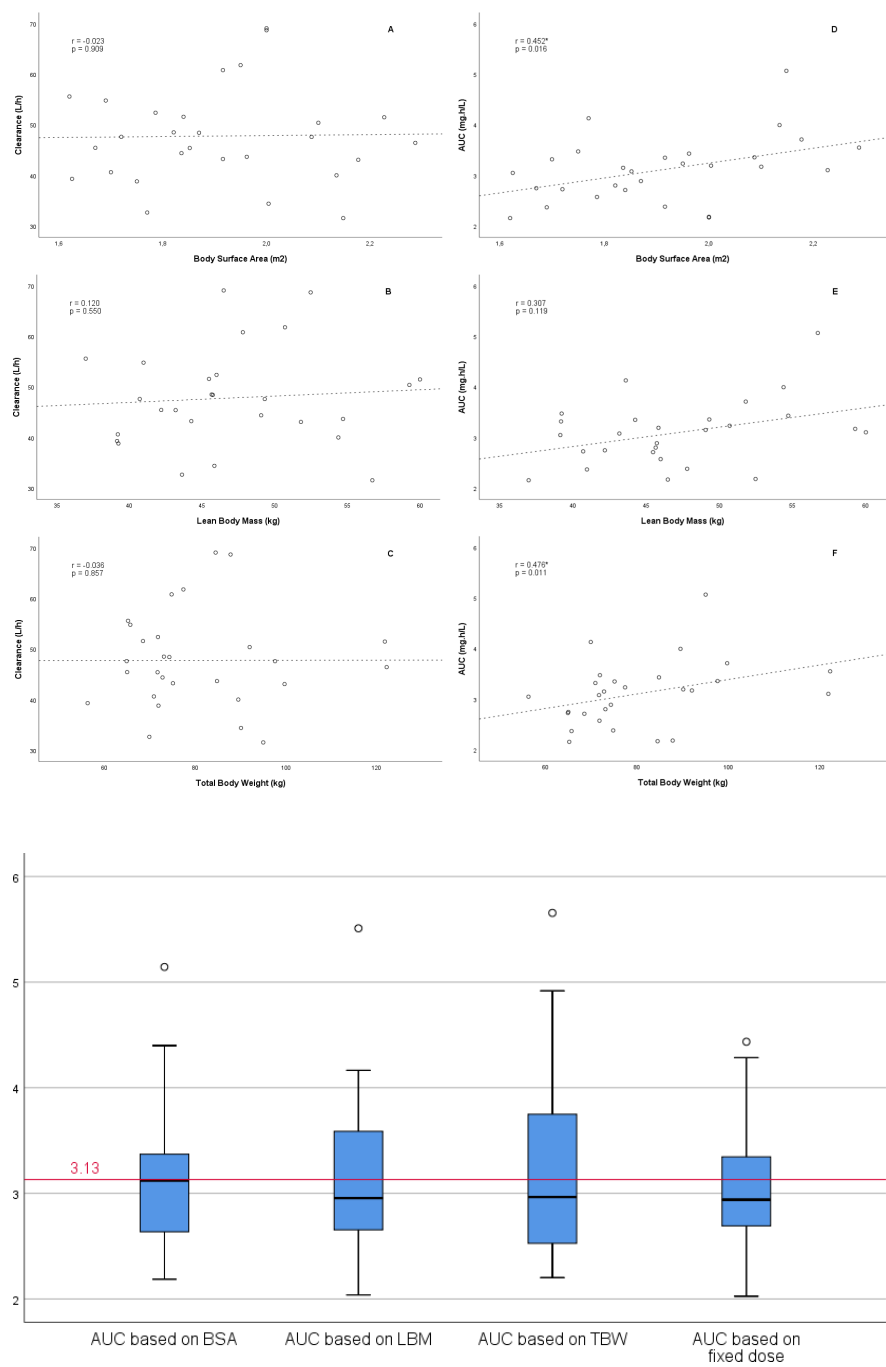 A
r = -0.023
p = 0.909
Clearance (L/h)
70
60
50
40
30
1,6
1,8
2,0
2,2
Body Surface Area (m2)
D
r = 0.452*
p = 0.016
AUC (mg.h/L)
6
5
4
3
2
1,6
1,8
2,0
2,2
Body Surface Area (m2)
B
r = 0.120
p = 0.550
Clearance (L/h)
70
60
50
40
30
35
40
45
50
55
60
Lean Body Mass (kg)
E
r = 0.307
p = 0.119
AUC (mg.h/L)
6
5
4
3
2
35
40
45
50
55
60
Lean Body Mass (kg)
C
r = -0.036
p = 0.857
Clearance (L/h)
70
60
50
40
30
60
80
100
120
Total Body Weight (kg)
F
r = 0.476*
p = 0.011
AUC (mg.h/L)
6
5
4
3
2
60
80
100
120
Total Body Weight (kg)
6
5
4
3.13
3
2
AUC based on BSA
AUC based on LBM
AUC based on TBW
AUC based on
fixed dose